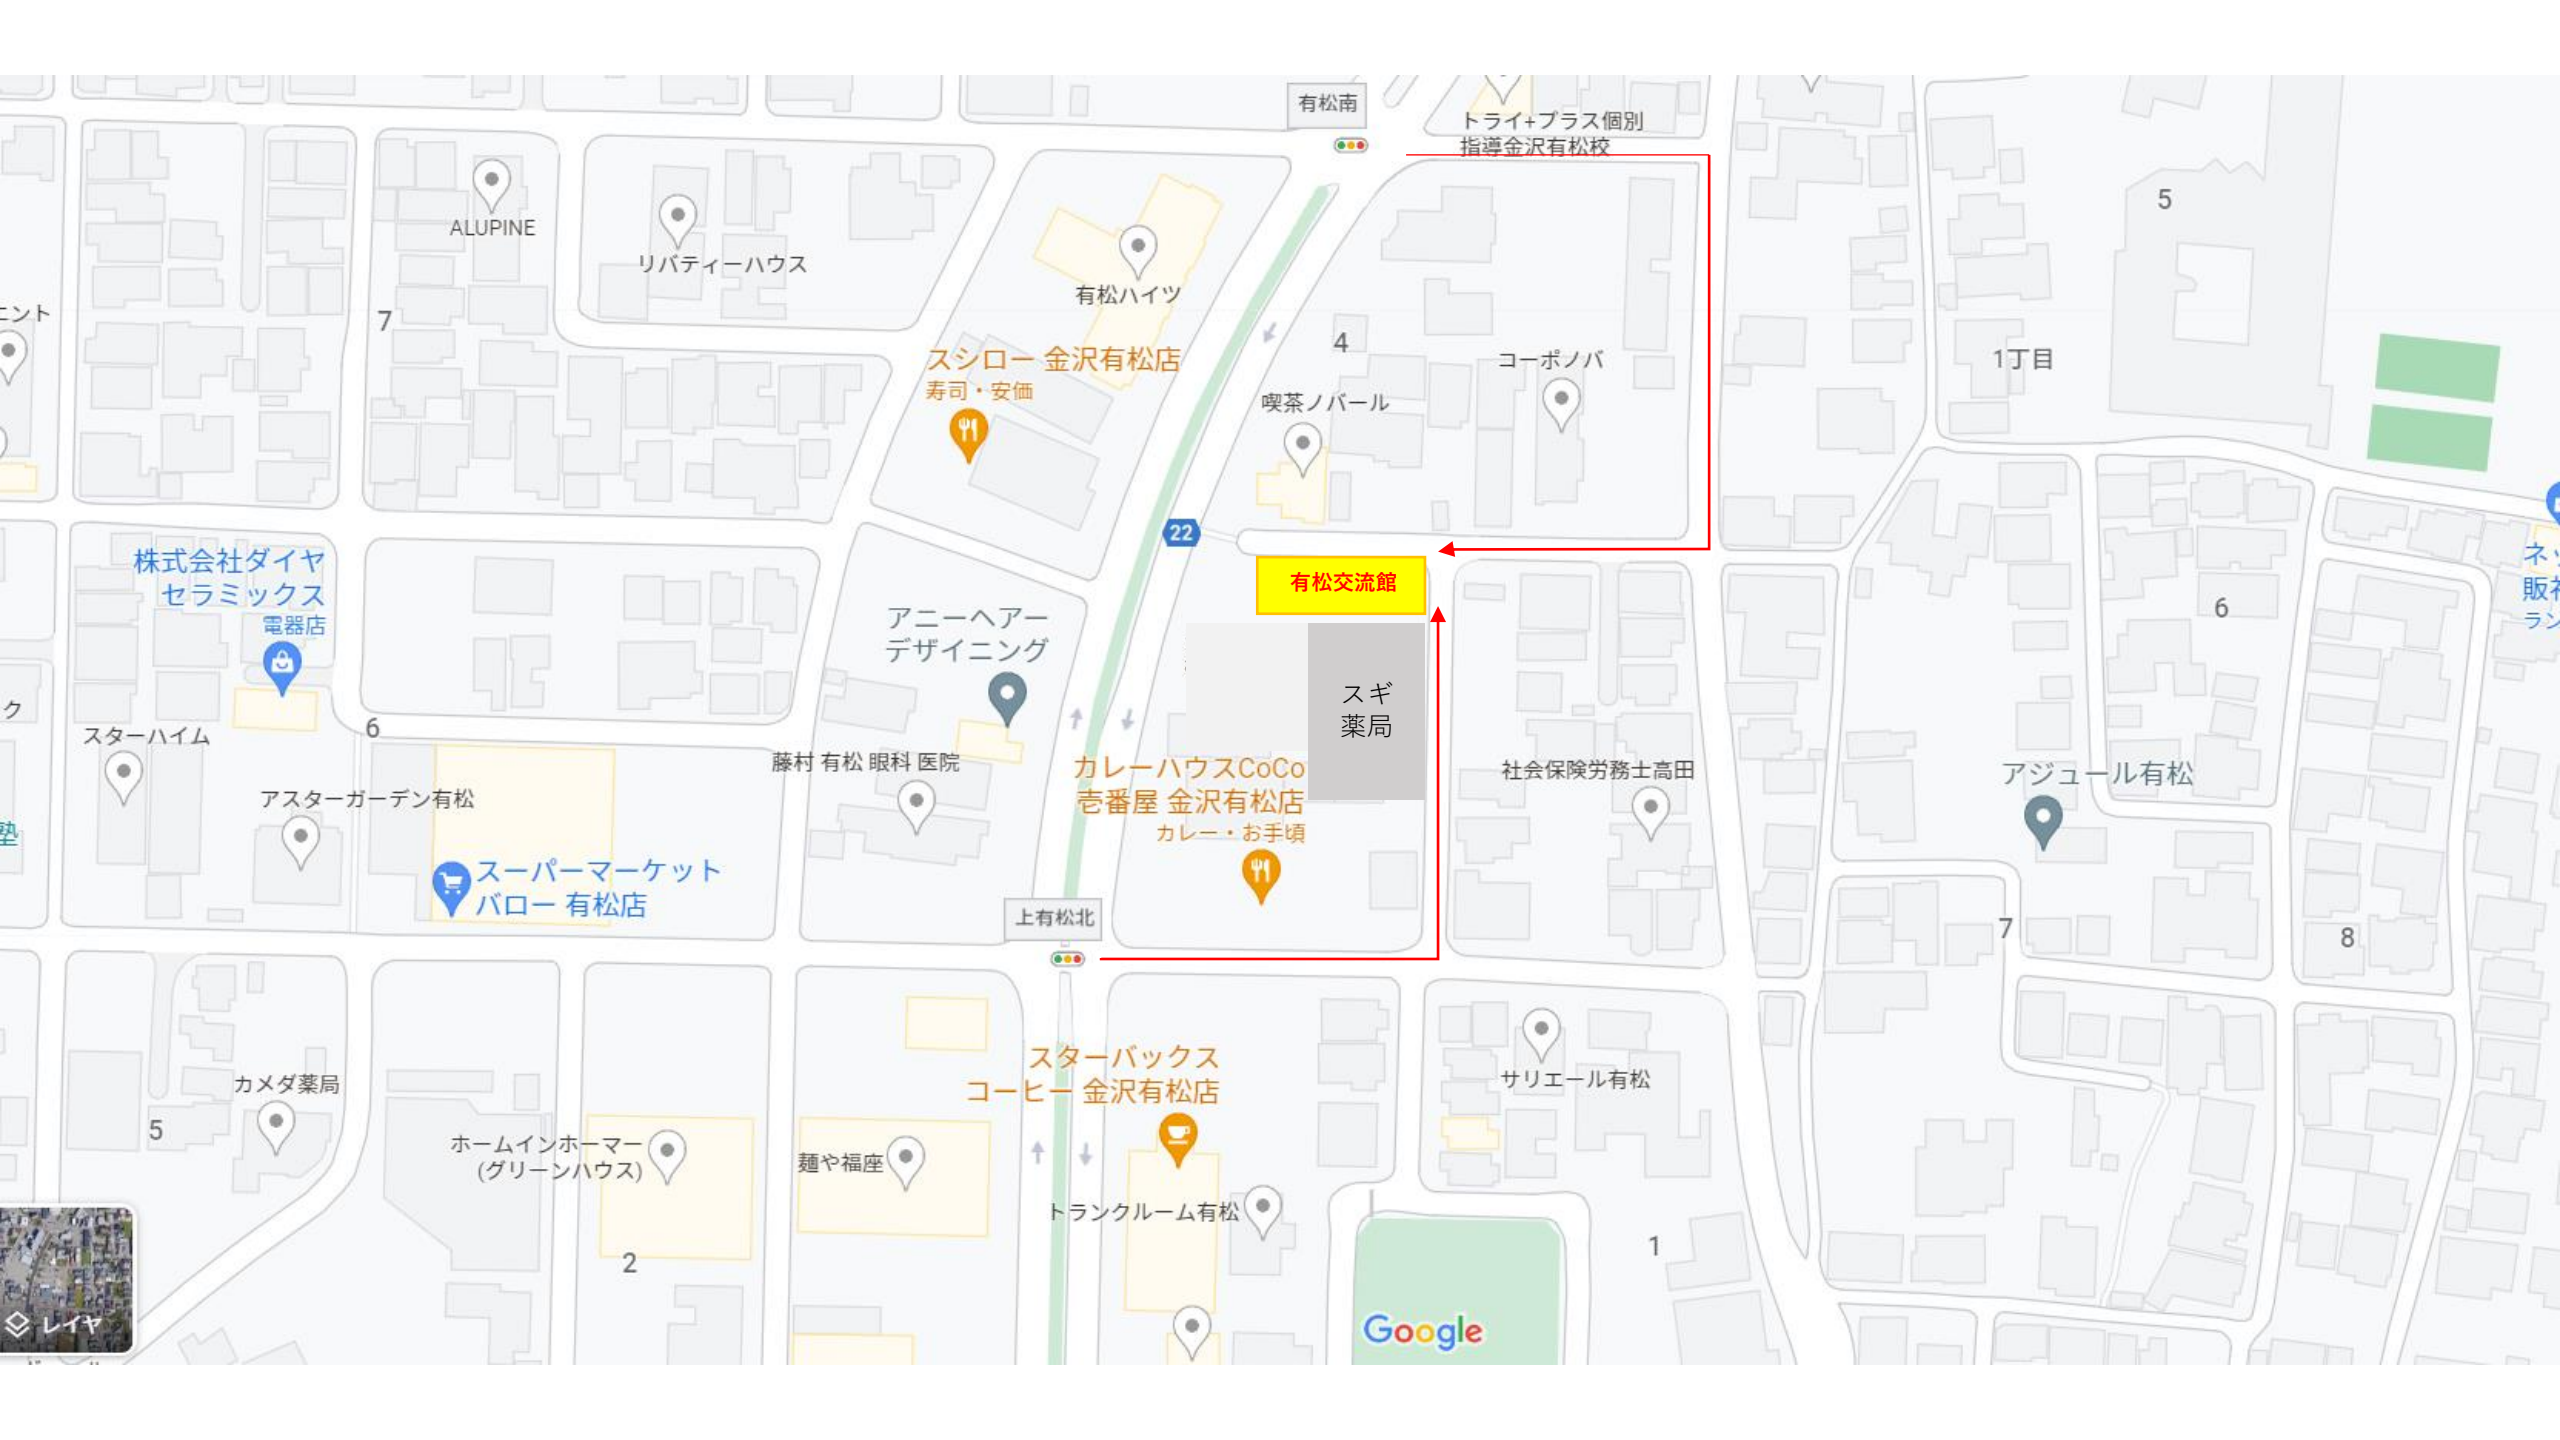 有松南
トライ+プラス個別
指導金沢有松校
ALUPINE
リバティーハウス
有松ハイツ
5
7
4
スシロー 金沢有松店
寿司・安価
喫茶ノバール
コーポノバ
1丁目
22
株式会社ダイヤ
セラミックス
電器店
有松交流館
アニーヘアー
デザイニング
6
スギ
薬局
ク
スターハイム
6
藤村 有松 眼科 医院
カレーハウスCoCo
壱番屋 金沢有松店
カレー・お手頃
社会保険労務士高田
アジュール有松
アスターガーデン有松
塾
スーパーマーケット
バロー 有松店
上有松北
7
8
スターバックス
コーヒー 金沢有松店
サリエール有松
カメダ薬局
5
ホームインホーマー
(グリーンハウス)
麺や福座
トランクルーム有松
2
1
レイヤ
Google